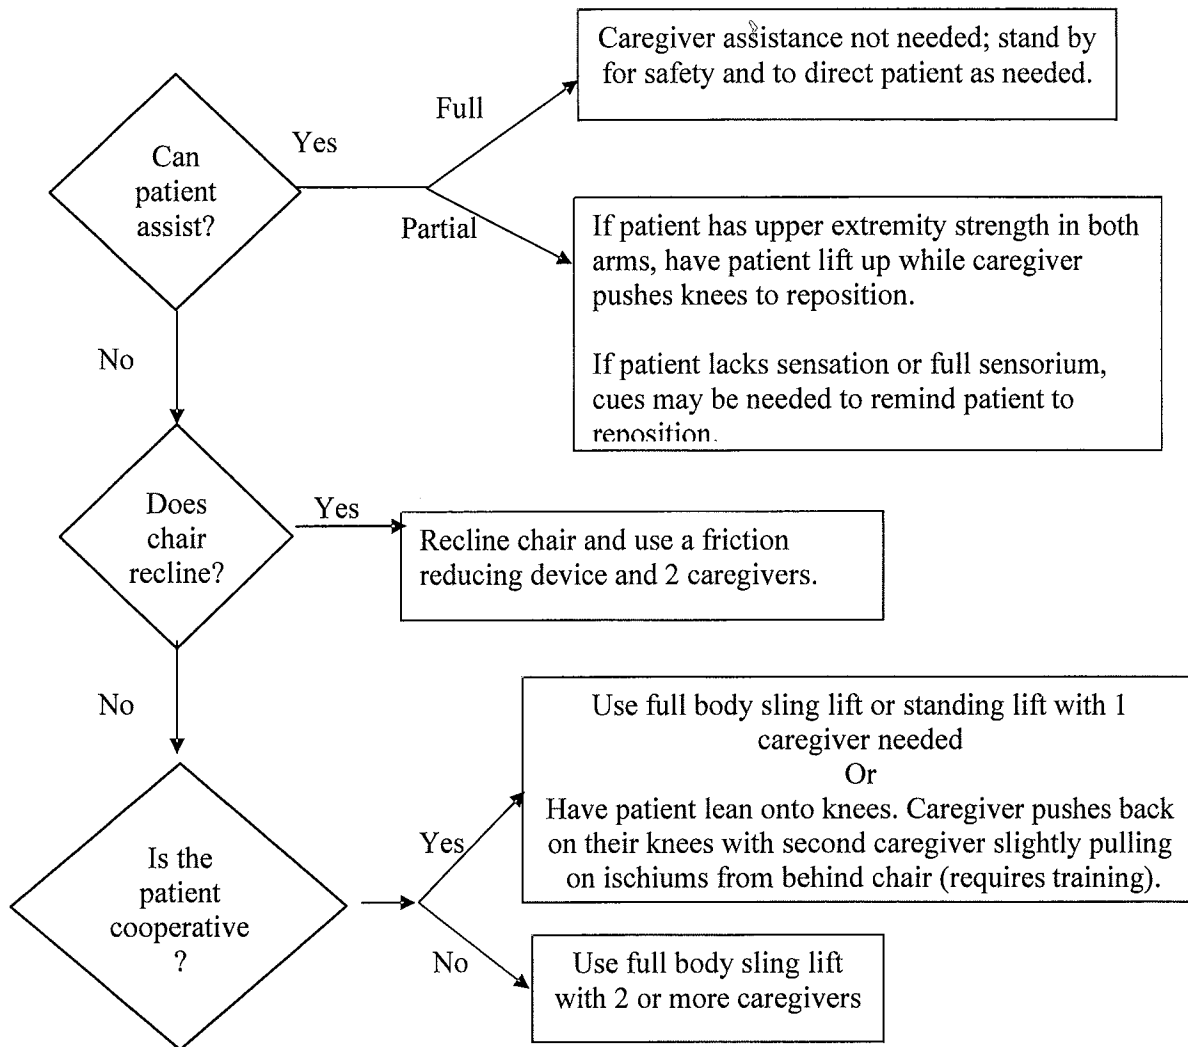 Caregiver assistance not needed; stand by
for safety and to direct patient as needed.
Full
Yes
Can
patient
assist?
Partial
If patient has upper extremity strength in both
arms, have patient lift up while caregiver
pushes knees to reposition.
If patient lacks sensation or full sensorium,
cues may be needed to remind patient to
reposition.
No
Does
chair
recline?
Yes
Recline chair and use a friction
reducing device and 2 caregivers.
No
Use full body sling lift or standing lift with 1
caregiver needed
Or
Have patient lean onto knees. Caregiver pushes back
on their knees with second caregiver slightly pulling
on ischiums from behind chair (requires training).
Yes
Is the
patient
cooperative
?
No
Use full body sling lift
with 2 or more caregivers